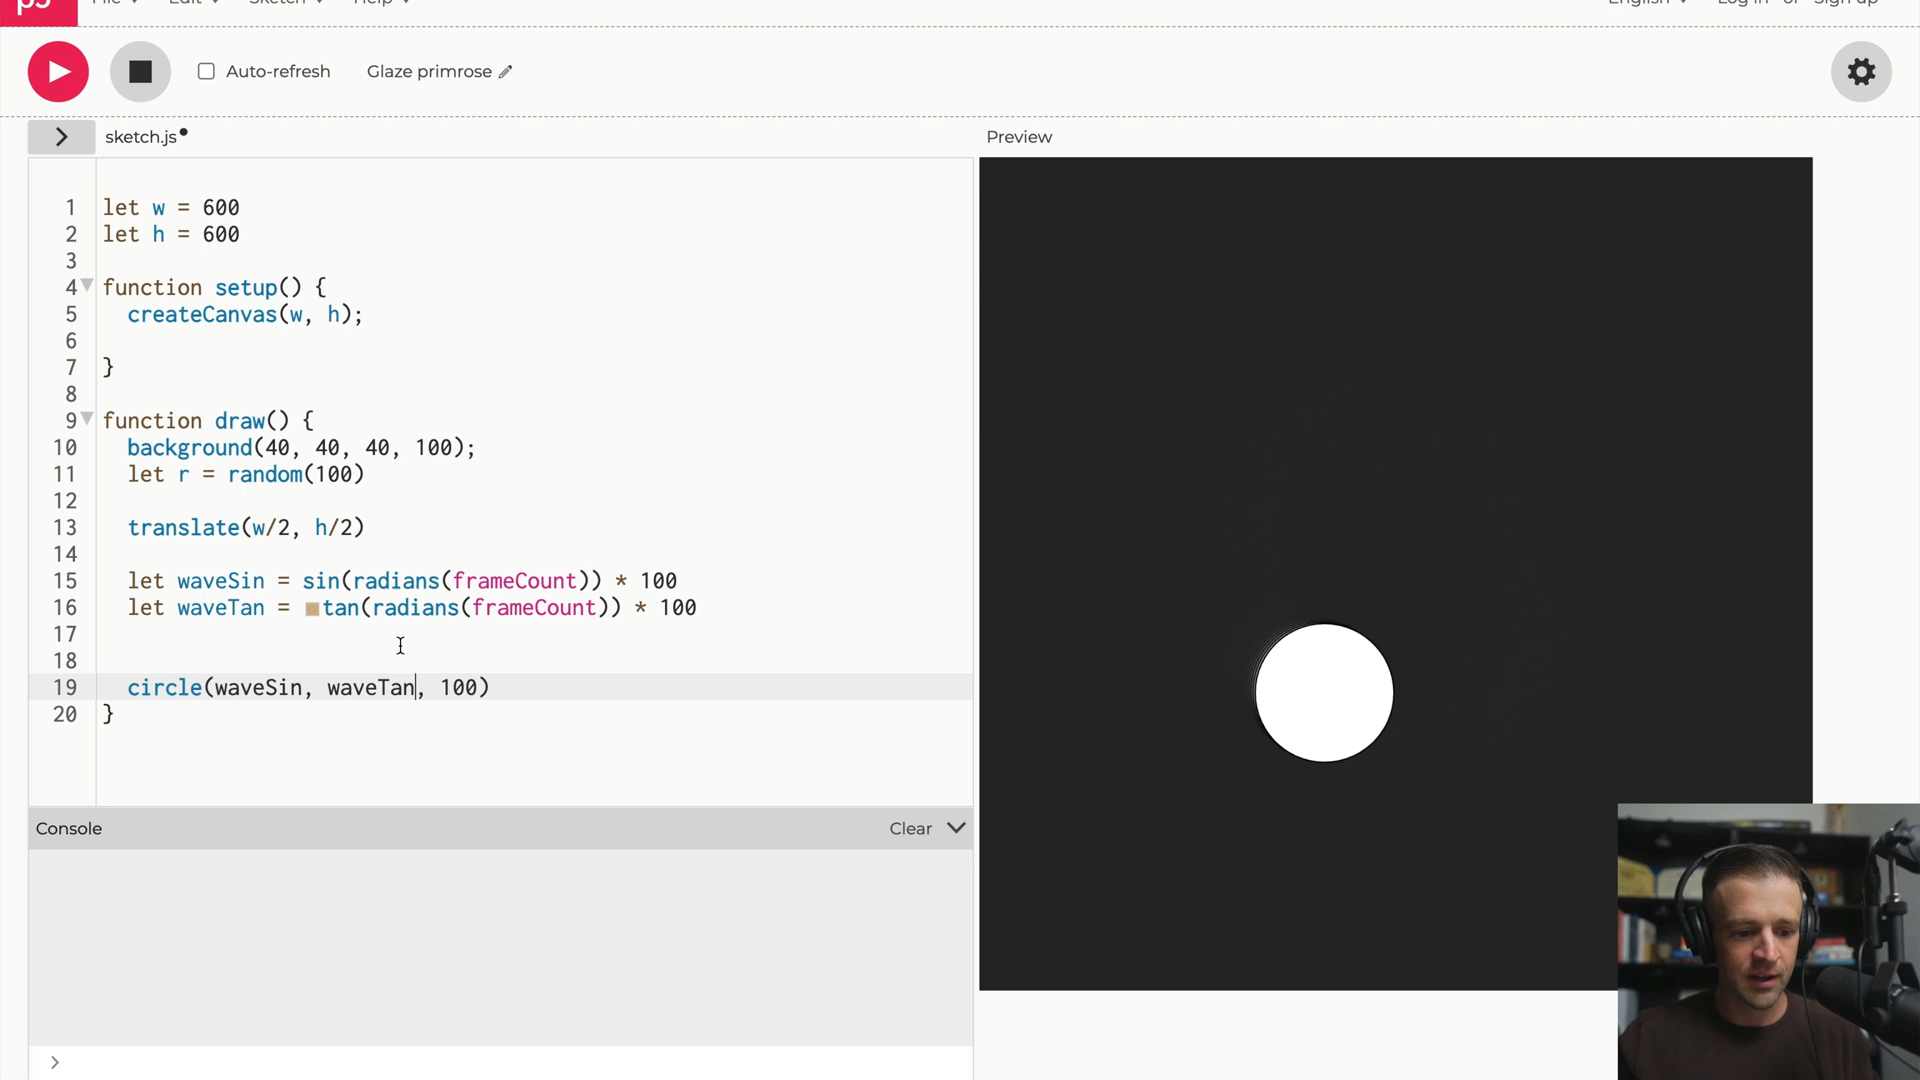 p5 File Edit Sketch Help English Log in or Sign up
Auto-refresh Glaze primrose
sketch.js
Preview
1 let w = 600
2 let h = 600
3
4 function setup() {
5 createCanvas(w, h);
6
7 }
8
9 function draw() {
10 background(40, 40, 40, 100);
11 let r = random(100)
12
13 translate(w/2, h/2)
14
15 let waveSin = sin(radians(frameCount)) * 100
16 let waveTan = tan(radians(frameCount)) * 100
17
18
19 circle(waveSin, waveTan, 100)
20 }
Console Clear
>